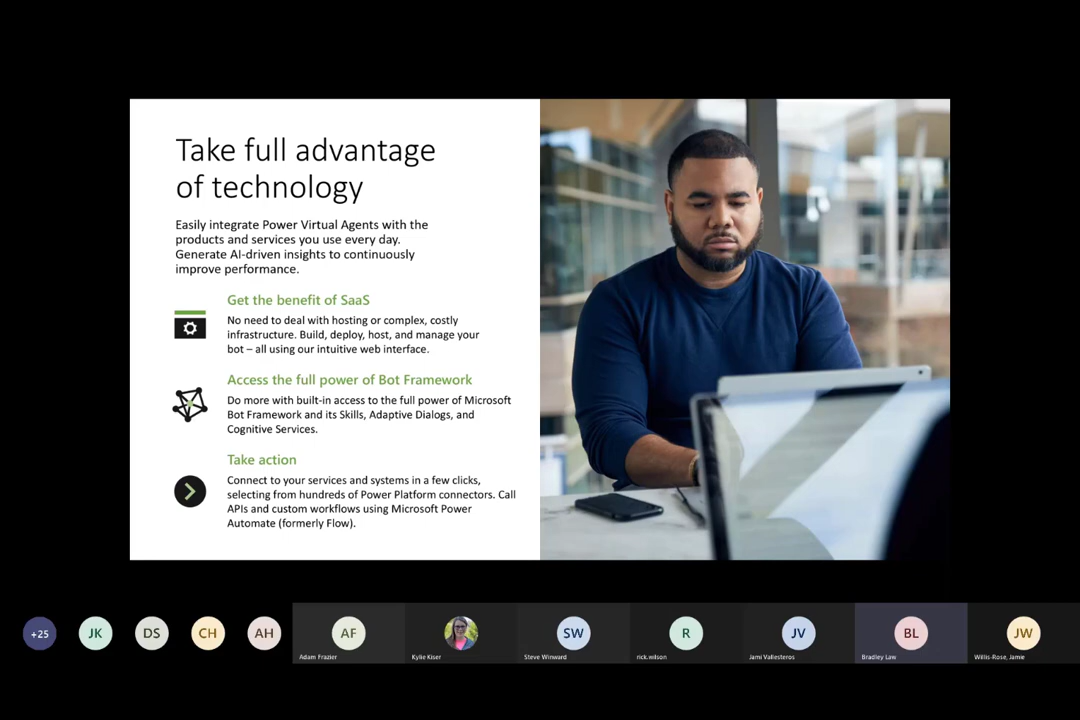 Take full advantage
of technology
Easily integrate Power Virtual Agents with the
products and services you use every day.
Generate AI-driven insights to continuously
improve performance.
Get the benefit of SaaS
No need to deal with hosting or complex, costly
infrastructure. Build, deploy, host, and manage your
bot – all using our intuitive web interface.
Access the full power of Bot Framework
Do more with built-in access to the full power of Microsoft
Bot Framework and its Skills, Adaptive Dialogs, and
Cognitive Services.
Take action
Connect to your services and systems in a few clicks,
selecting from hundreds of Power Platform connectors. Call
APIs and custom workflows using Microsoft Power
Automate (formerly Flow).
+25 JK DS CH AH AF SW R JV BL JW
Adam Frazier Kylie Kiser Steve Winward rick.wilson Jami Vallesteros Bradley Law Willis-Rose, Jamie